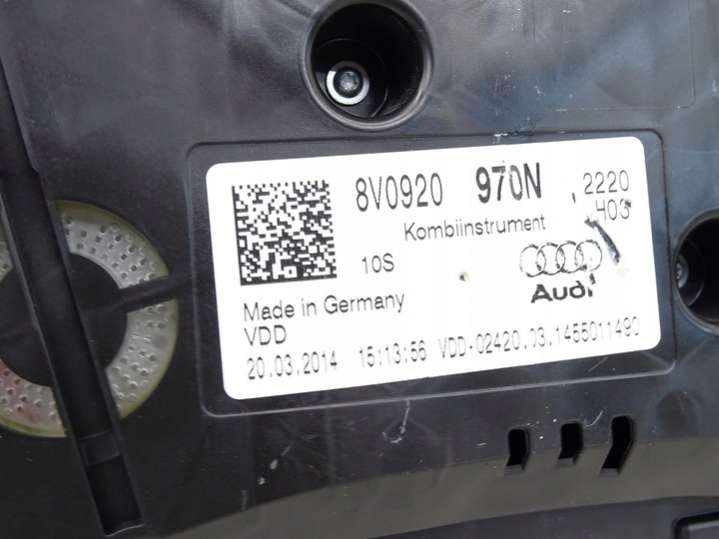 8V0920 970N 2220
403
Kombiinstrument
10S
Audi
Made in Germany
VDD
20.03.2014 15:13:56 VDD-02420.03.1455011490